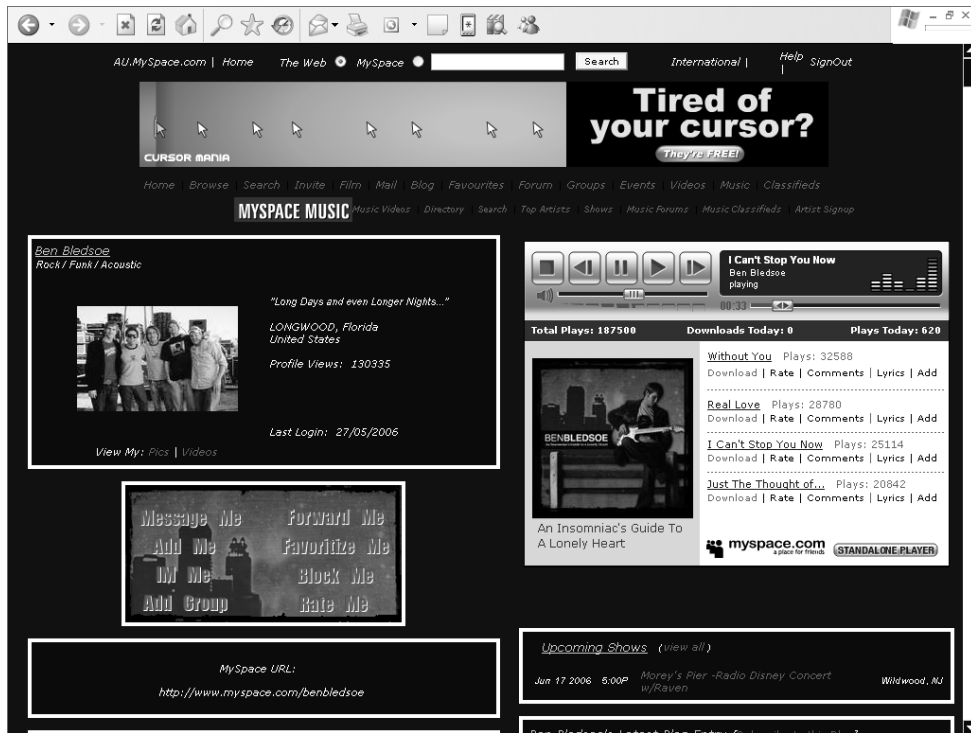 AU.MySpace.com | Home The Web MySpace Search International | Help | SignOut
Tired of
your cursor?
They're FREE!
CURSOR MANIA
Home | Browse | Search | Invite | Film | Mail | Blog | Favourites | Forum | Groups | Events | Videos | Music | Classifieds
MYSPACE MUSIC Music Videos | Directory | Search | Top Artists | Shows | Music Forums | Music Classifieds | Artist Signup
Ben Bledsoe
Rock / Funk / Acoustic
"Long Days and even Longer Nights..."
LONGWOOD, Florida
United States
Profile Views: 130335
Last Login: 27/05/2006
View My: Pics | Videos
Message Me Forward Me
Add Me Favoritize Me
IM Me Block Me
Add Group Rate Me
MySpace URL:
http://www.myspace.com/benbledsoe
I Can't Stop You Now
Ben Bledsoe
playing
00:33
Total Plays: 187500 Downloads Today: 0 Plays Today: 620
BENBLEDSOE
An Insomniac's Guide To
A Lonely Heart
Without You Plays: 32588
Download | Rate | Comments | Lyrics | Add
Real Love Plays: 28780
Download | Rate | Comments | Lyrics | Add
I Can't Stop You Now Plays: 25114
Download | Rate | Comments | Lyrics | Add
Just The Thought of... Plays: 20842
Download | Rate | Comments | Lyrics | Add
myspace.com
a place for friends
STANDALONE PLAYER
Upcoming Shows (view all)
Jun 17 2006 5:00P Morey's Pier -Radio Disney Concert
w/Raven Wildwood, NJ